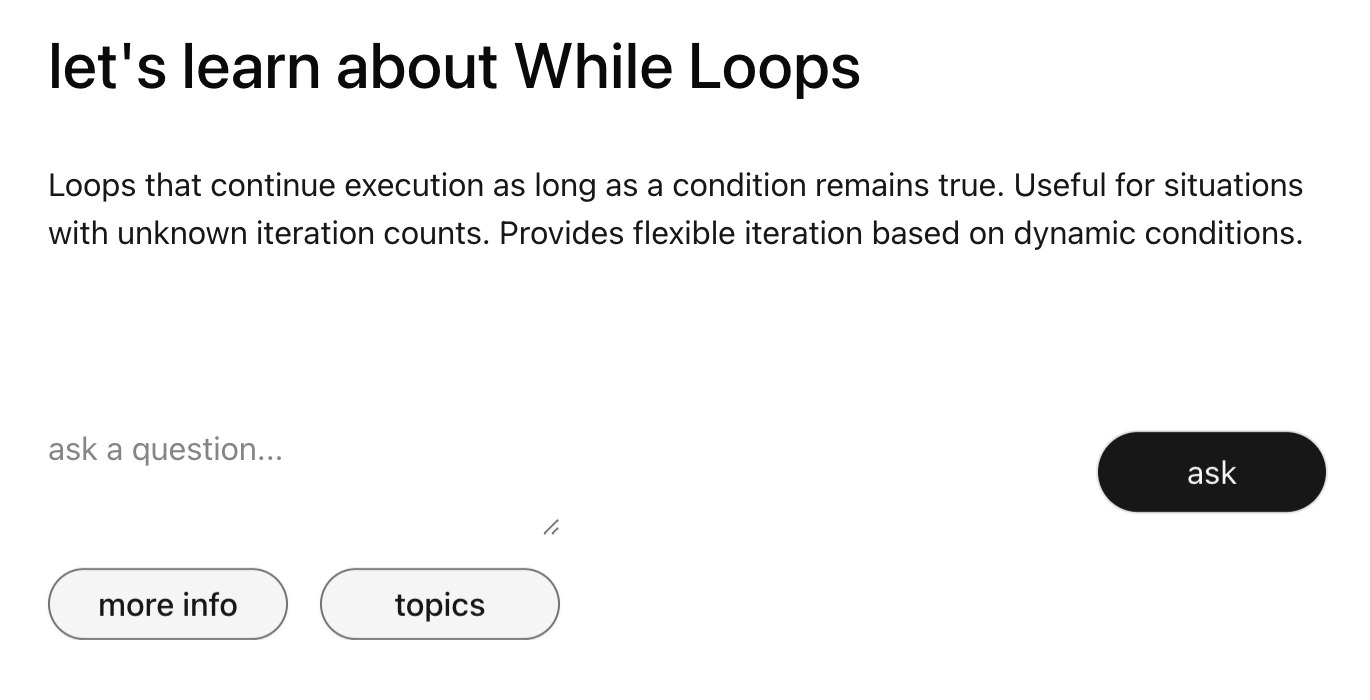 let's learn about While Loops
Loops that continue execution as long as a condition remains true. Useful for situations
with unknown iteration counts. Provides flexible iteration based on dynamic conditions.
ask a question...
ask
more info
topics